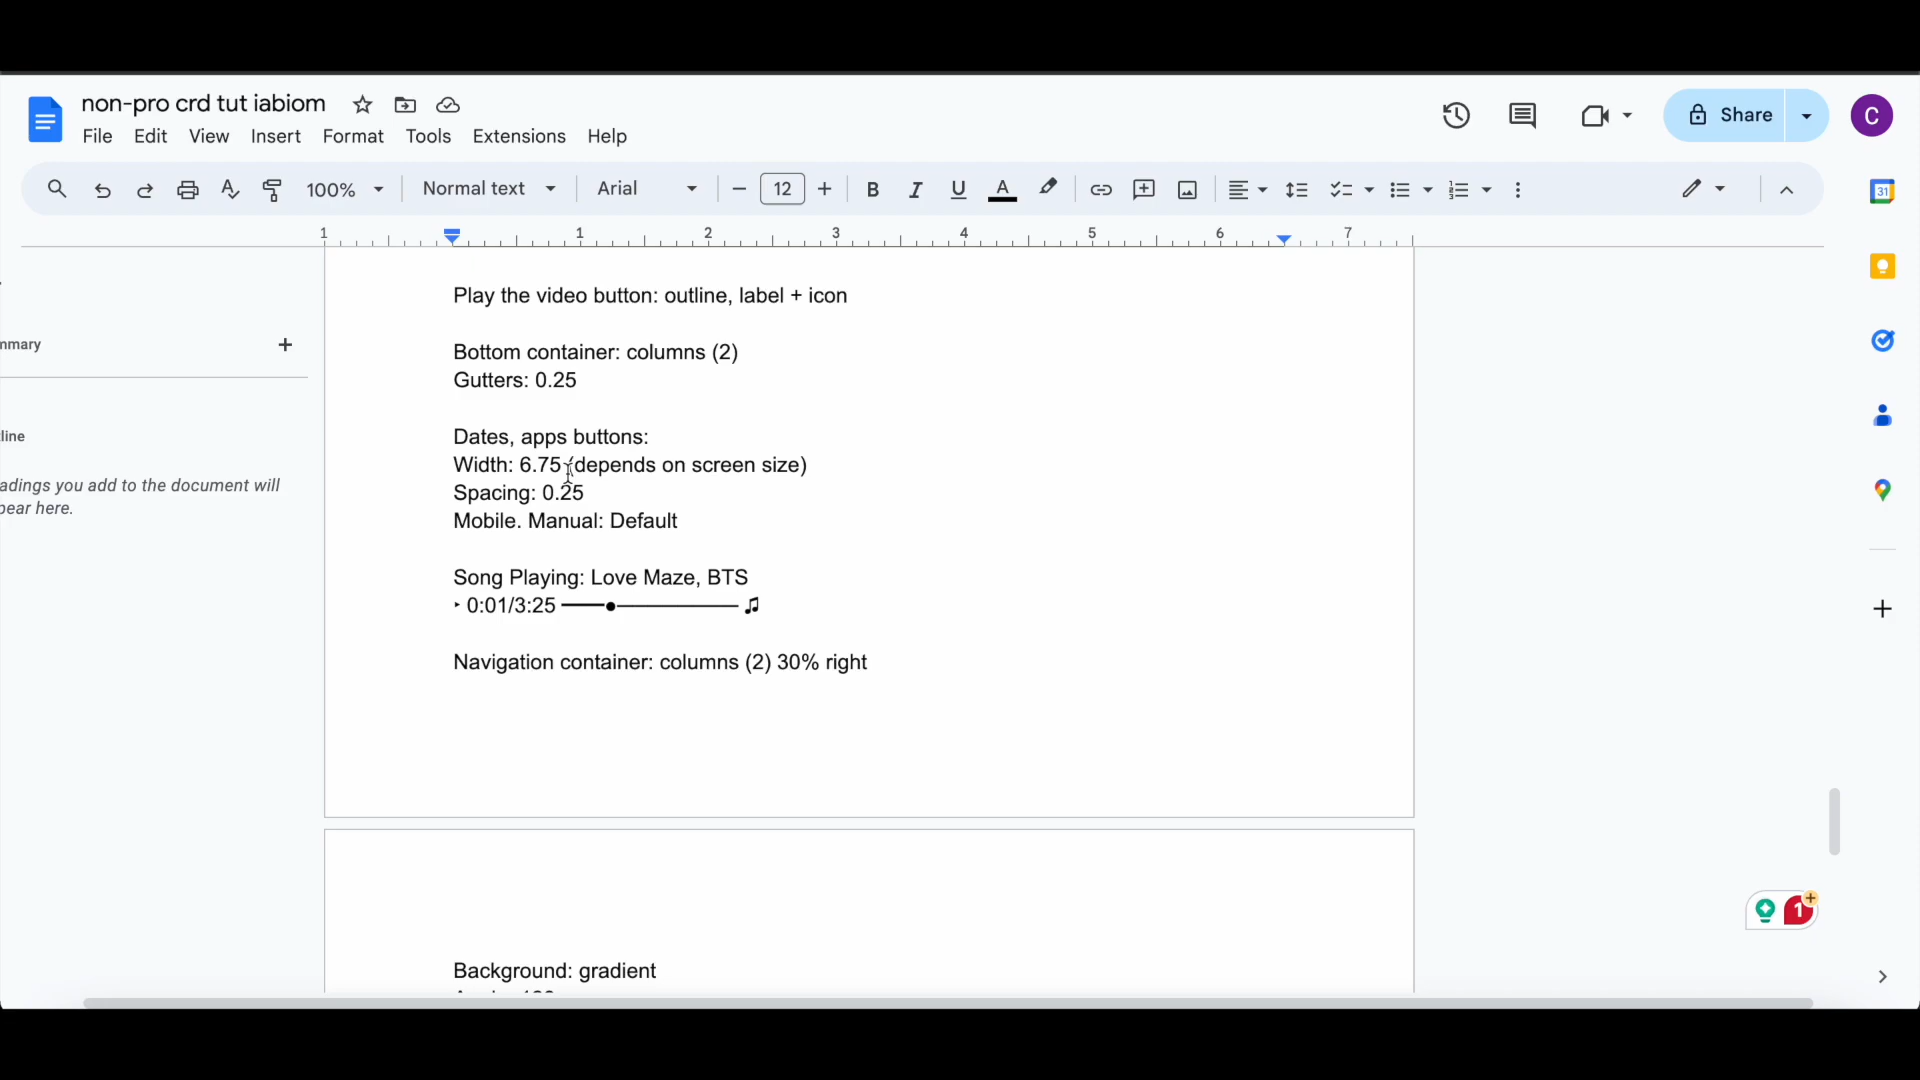 non-pro crd tut iabiom
File Edit View Insert Format Tools Extensions Help
Share
C
100% Normal text Arial 12 B I U A
31
1 1 2 3 4 5 6 7
Play the video button: outline, label + icon
mmary
Bottom container: columns (2)
Gutters: 0.25
line
Dates, apps buttons:
Width: 6.75 (depends on screen size)
adings you add to the document will
Spacing: 0.25
pear here.
Mobile. Manual: Default
Song Playing: Love Maze, BTS
‣ 0:01/3:25 ━━●────── ♫
Navigation container: columns (2) 30% right
1
Background: gradient